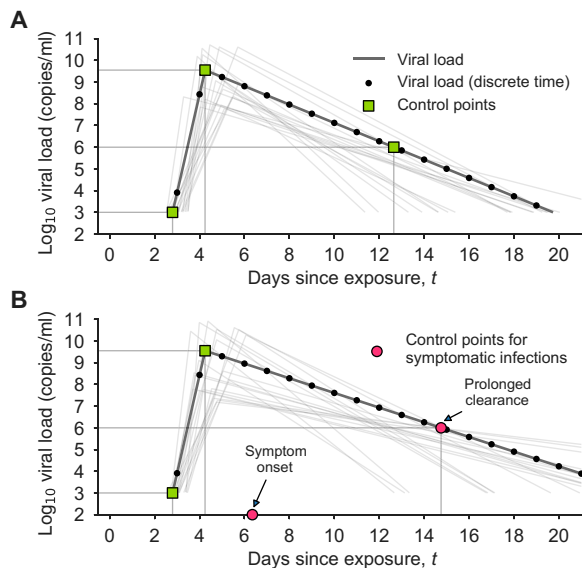 A
Log10 viral load (copies/ml)
11
10
9
8
7
6
5
4
3
2
Viral load
Viral load (discrete time)
Control points
0 2 4 6 8 10 12 14 16 18 20
Days since exposure, t
B
Log10 viral load (copies/ml)
11
10
9
8
7
6
5
4
3
2
Control points for
symptomatic infections
Prolonged
clearance
Symptom
onset
0 2 4 6 8 10 12 14 16 18 20
Days since exposure, t